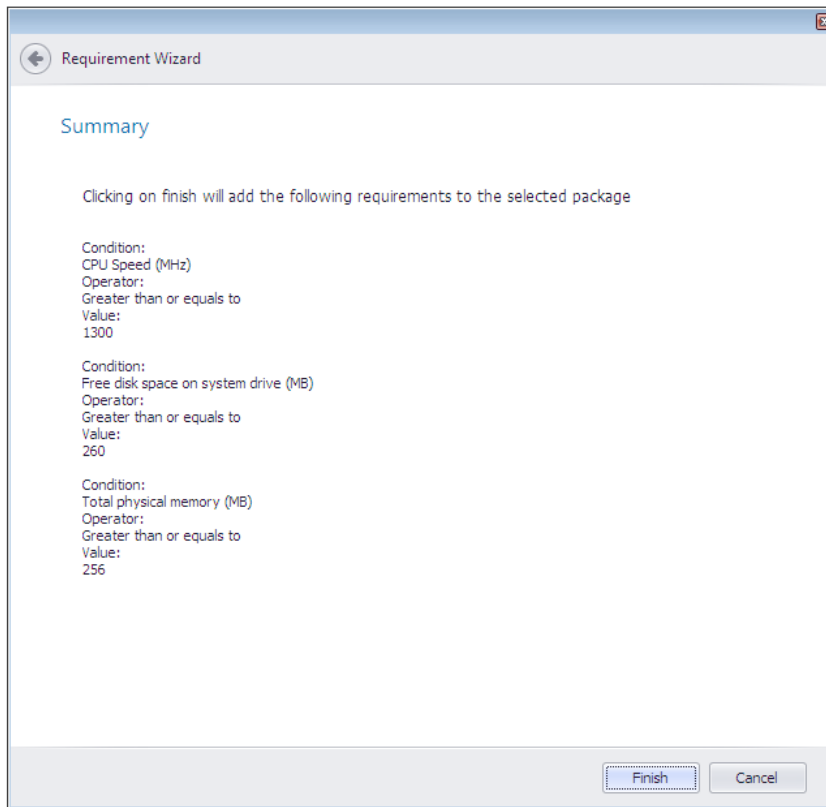 Requirement Wizard
Summary
Clicking on finish will add the following requirements to the selected package
Condition:
CPU Speed (MHz)
Operator:
Greater than or equals to
Value:
1300
Condition:
Free disk space on system drive (MB)
Operator:
Greater than or equals to
Value:
260
Condition:
Total physical memory (MB)
Operator:
Greater than or equals to
Value:
256
Finish Cancel